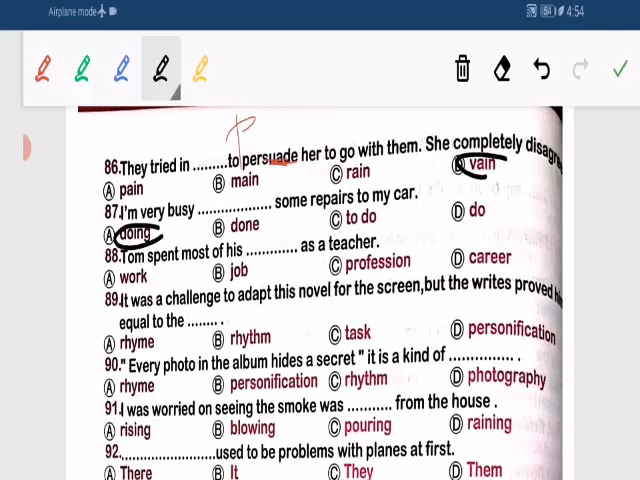 Airplane mode 54 4:54
86.They tried in .........to persuade her to go with them. She completely disagre
A pain B main C rain D vain
87.I'm very busy .................. some repairs to my car.
A doing B done C to do D do
88.Tom spent most of his ............. as a teacher.
A work B job C profession D career
89.It was a challenge to adapt this novel for the screen,but the writes proved
equal to the ........ .
A rhyme B rhythm C task D personification
90." Every photo in the album hides a secret " it is a kind of .............. .
A rhyme B personification C rhythm D photography
91.I was worried on seeing the smoke was ........... from the house .
A rising B blowing C pouring D raining
92.........................used to be problems with planes at first.
A There B It C They D Them